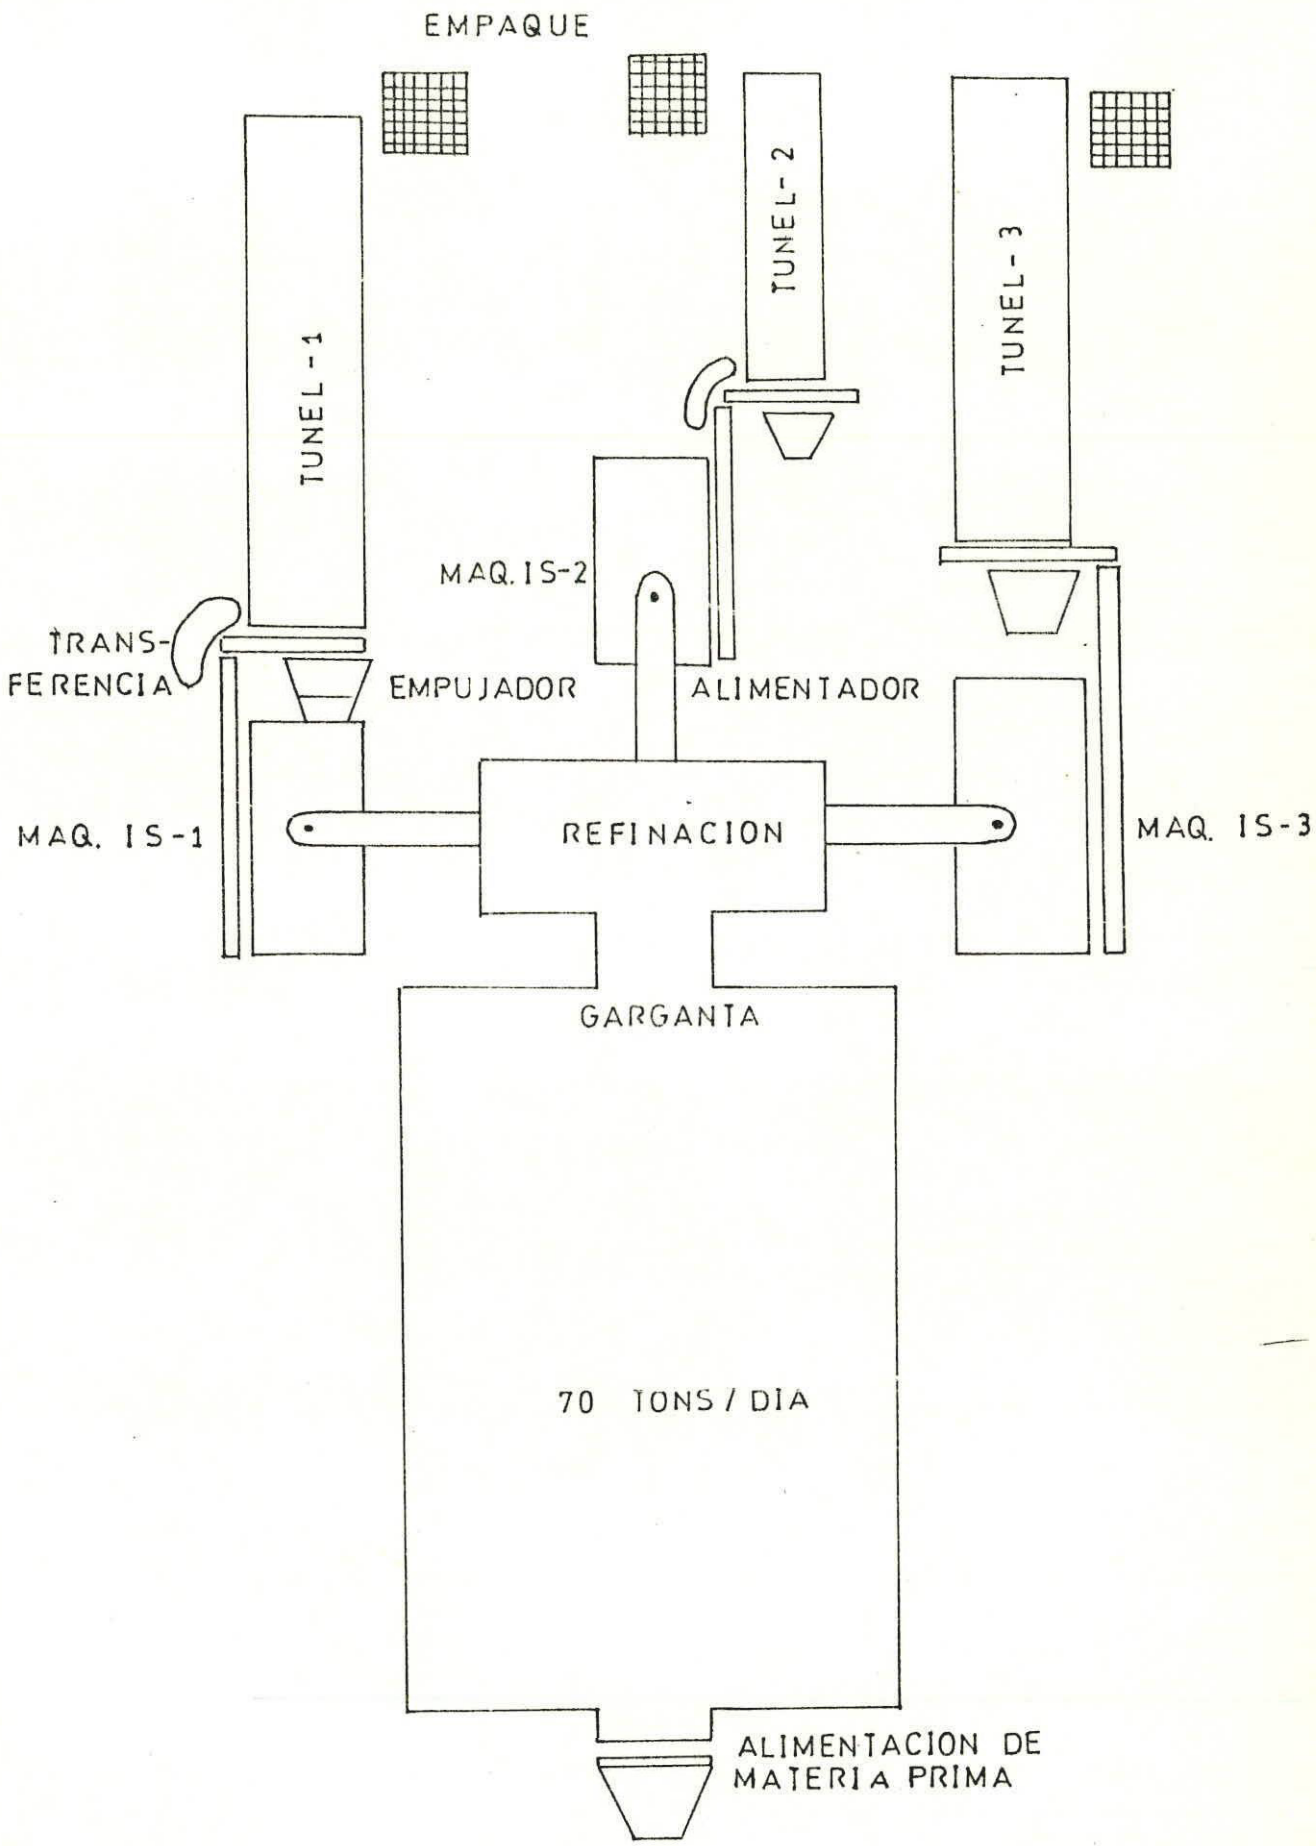 EMPAQUE
TUNEL-1
TUNEL-2
TUNEL-3
MAQ. IS-2
TRANS-
FERENCIA
EMPUJADOR
ALIMENTADOR
MAQ. IS-1
REFINACION
MAQ. IS-3
GARGANTA
70 TONS/DIA
ALIMENTACION DE
MATERIA PRIMA